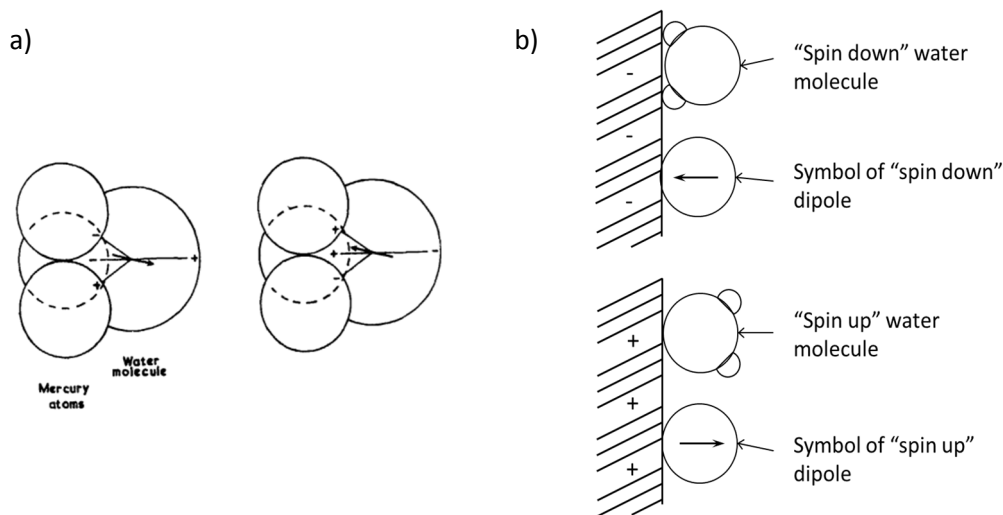 a)
-
-
+
+
+
+
-
-
Water
molecule
Mercury
atoms
b)
-
-
-
“Spin down” water
molecule
Symbol of “spin down”
dipole
+
+
+
“Spin up” water
molecule
Symbol of “spin up”
dipole